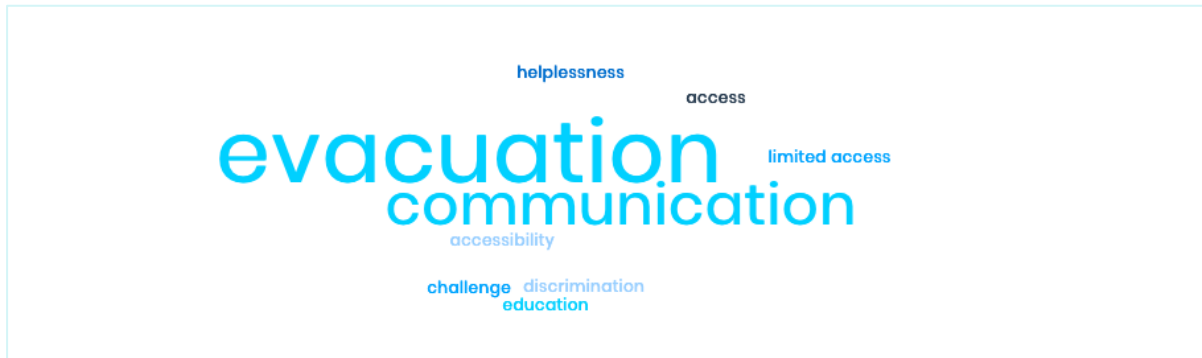 helplessness
access
evacuation
limited access
communication
accessibility
challenge discrimination
education